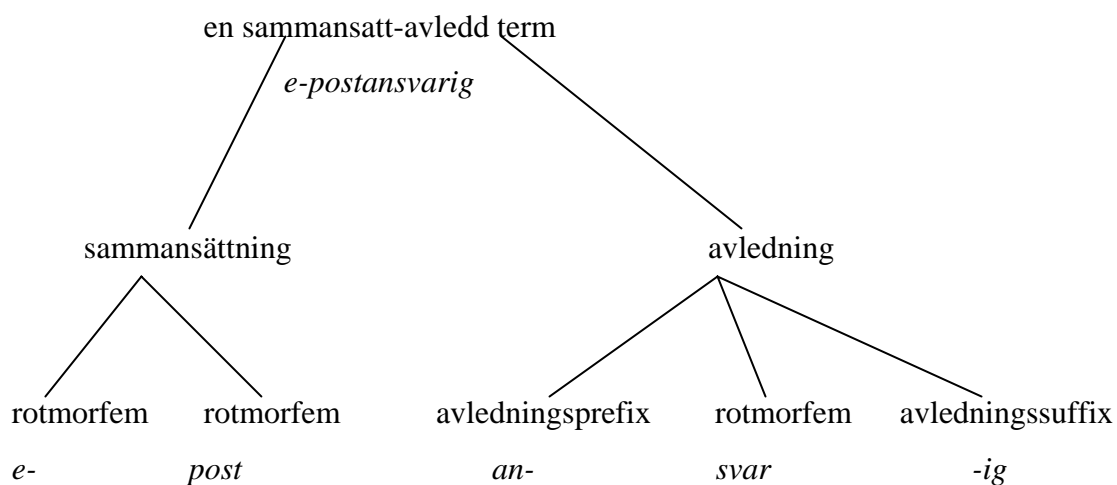 en sammansatt-avledd term
e-postansvarig
sammansättning avledning
rotmorfem rotmorfem avledningsprefix rotmorfem avledningssuffix
e- post an- svar -ig